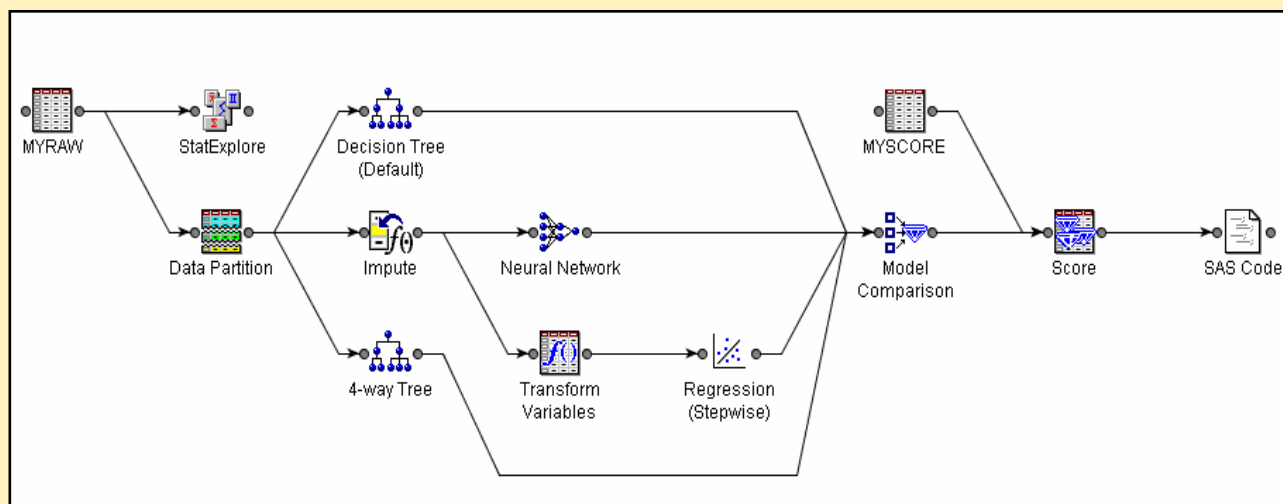 MYRAW
StatExplore
Decision Tree
(Default)
MYSCORE
Data Partition
Impute
Neural Network
Model
Comparison
Score
SAS Code
4-way Tree
Transform
Variables
Regression
(Stepwise)